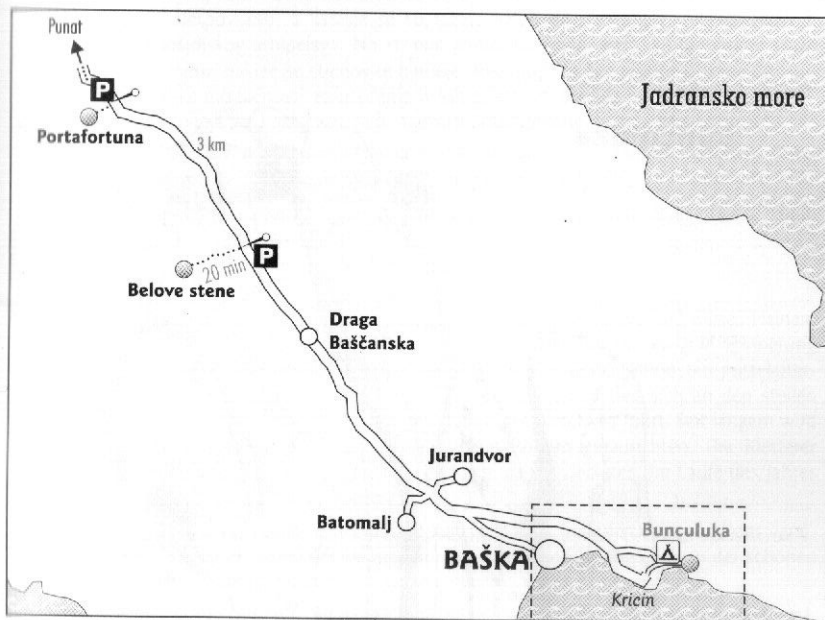 Punat
P
Portafortuna
3 km
Jadransko more
P
20 min
Belove stene
Draga
Baščanska
Jurandvor
Batomalj
BAŠKA
Bunculuka
Kricin